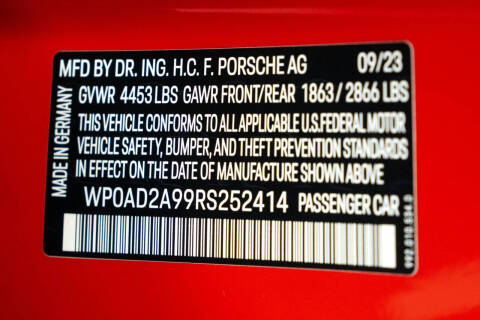 MFD BY DR. ING. H.C. F. PORSCHE AG 09/23
GVWR 4453 LBS GAWR FRONT/REAR 1863 / 2866 LBS
THIS VEHICLE CONFORMS TO ALL APPLICABLE U.S. FEDERAL MOTOR
VEHICLE SAFETY, BUMPER, AND THEFT PREVENTION STANDARDS
IN EFFECT ON THE DATE OF MANUFACTURE SHOWN ABOVE
WP0AD2A99RS252414 PASSENGER CAR
MADE IN GERMANY